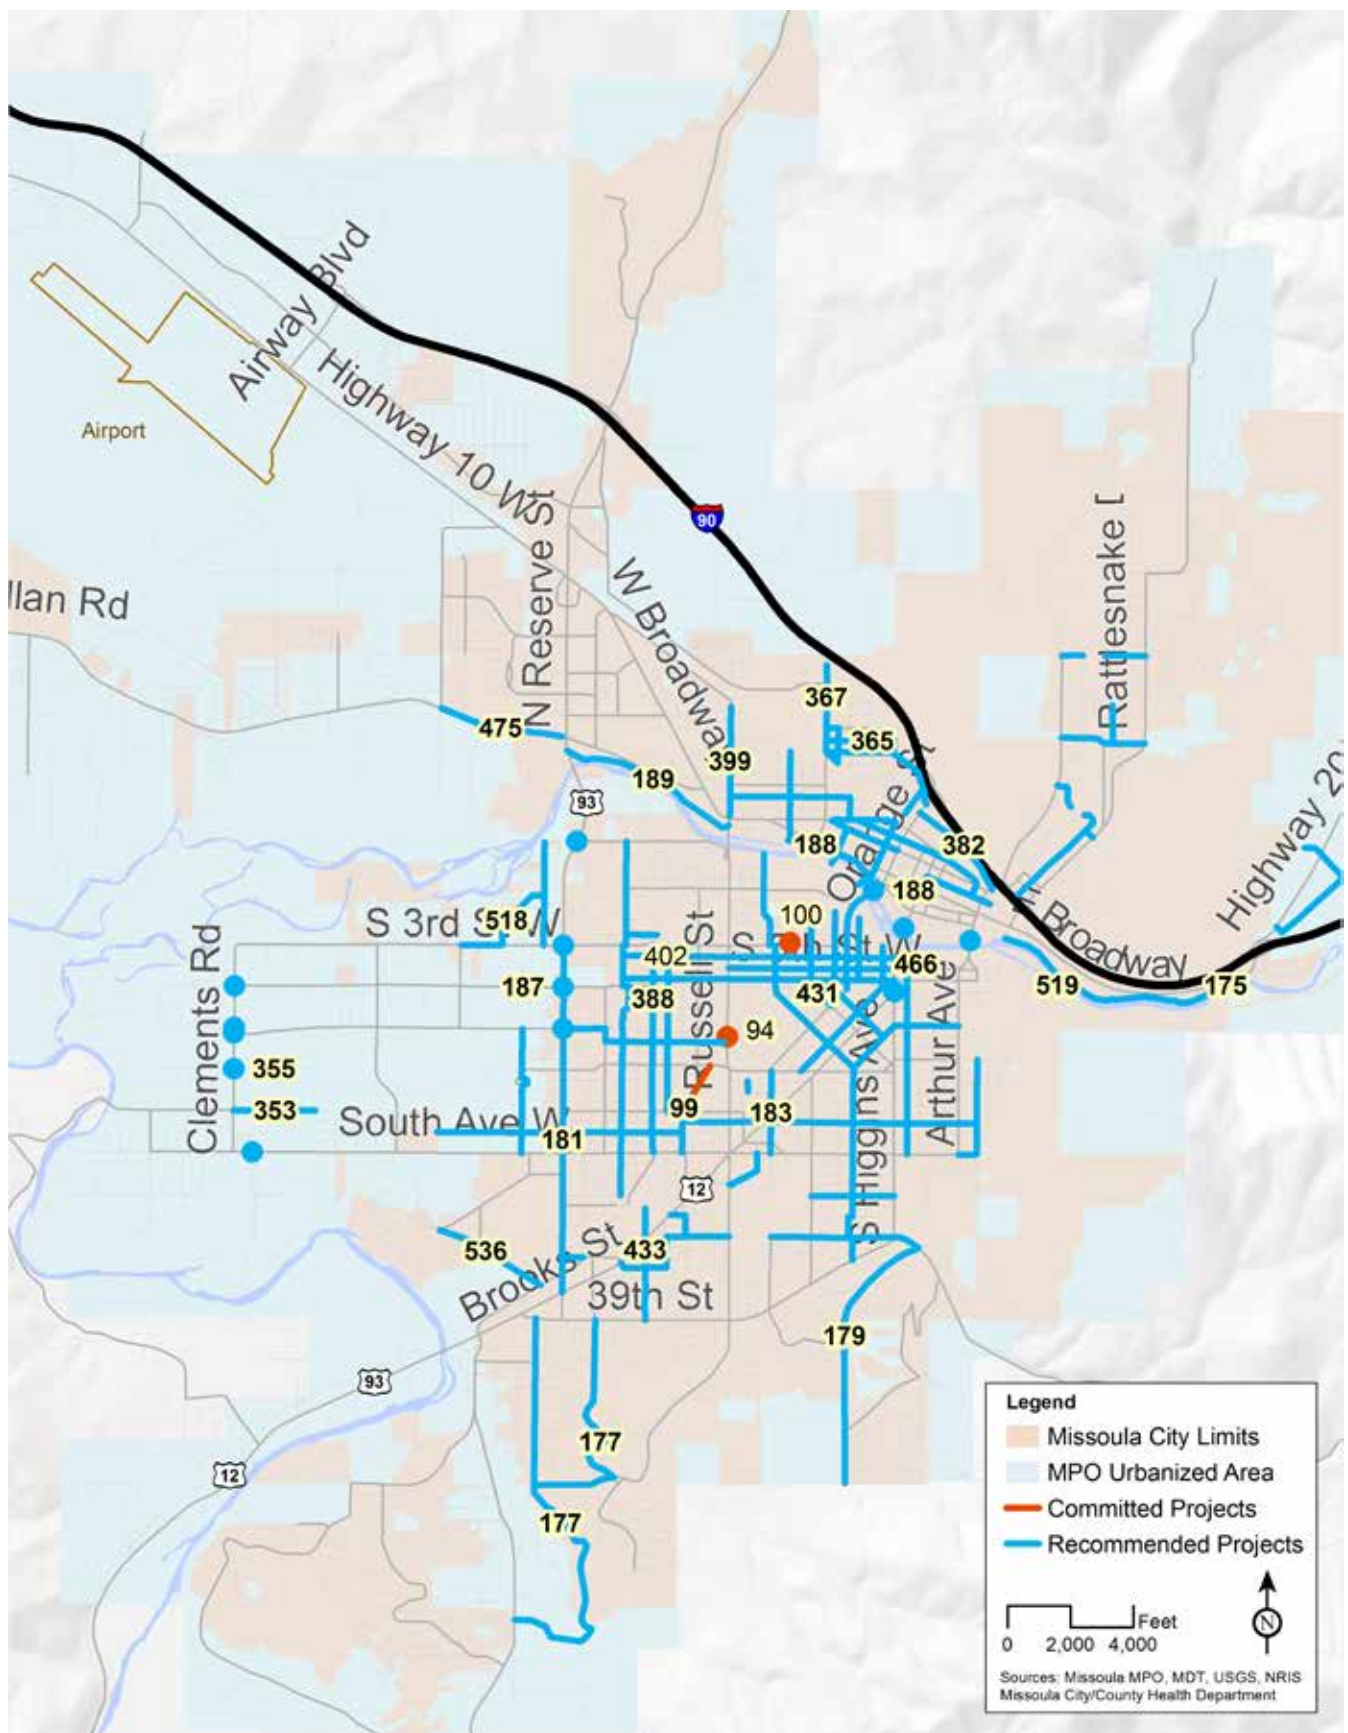 Airway Blvd
Highway 10 W
Airport
90
N Reserve St
W Broadway
llan Rd
Rattlesnake [
367
475
365
399
189
93
Orange St
Highway 20
188
382
188
518
S 3rd St W
100
E Broadway
Clements Rd
Russell St
402
466
187
388
431
519
175
94
355
S Higgins Ave
Arthur Ave
353
99
183
South Ave W
181
12
536
433
Brooks St
39th St
179
93
177
12
177
Legend
Missoula City Limits
MPO Urbanized Area
Committed Projects
Recommended Projects
Feet
0 2,000 4,000
N
Sources: Missoula MPO, MDT, USGS, NRIS
Missoula City/County Health Department